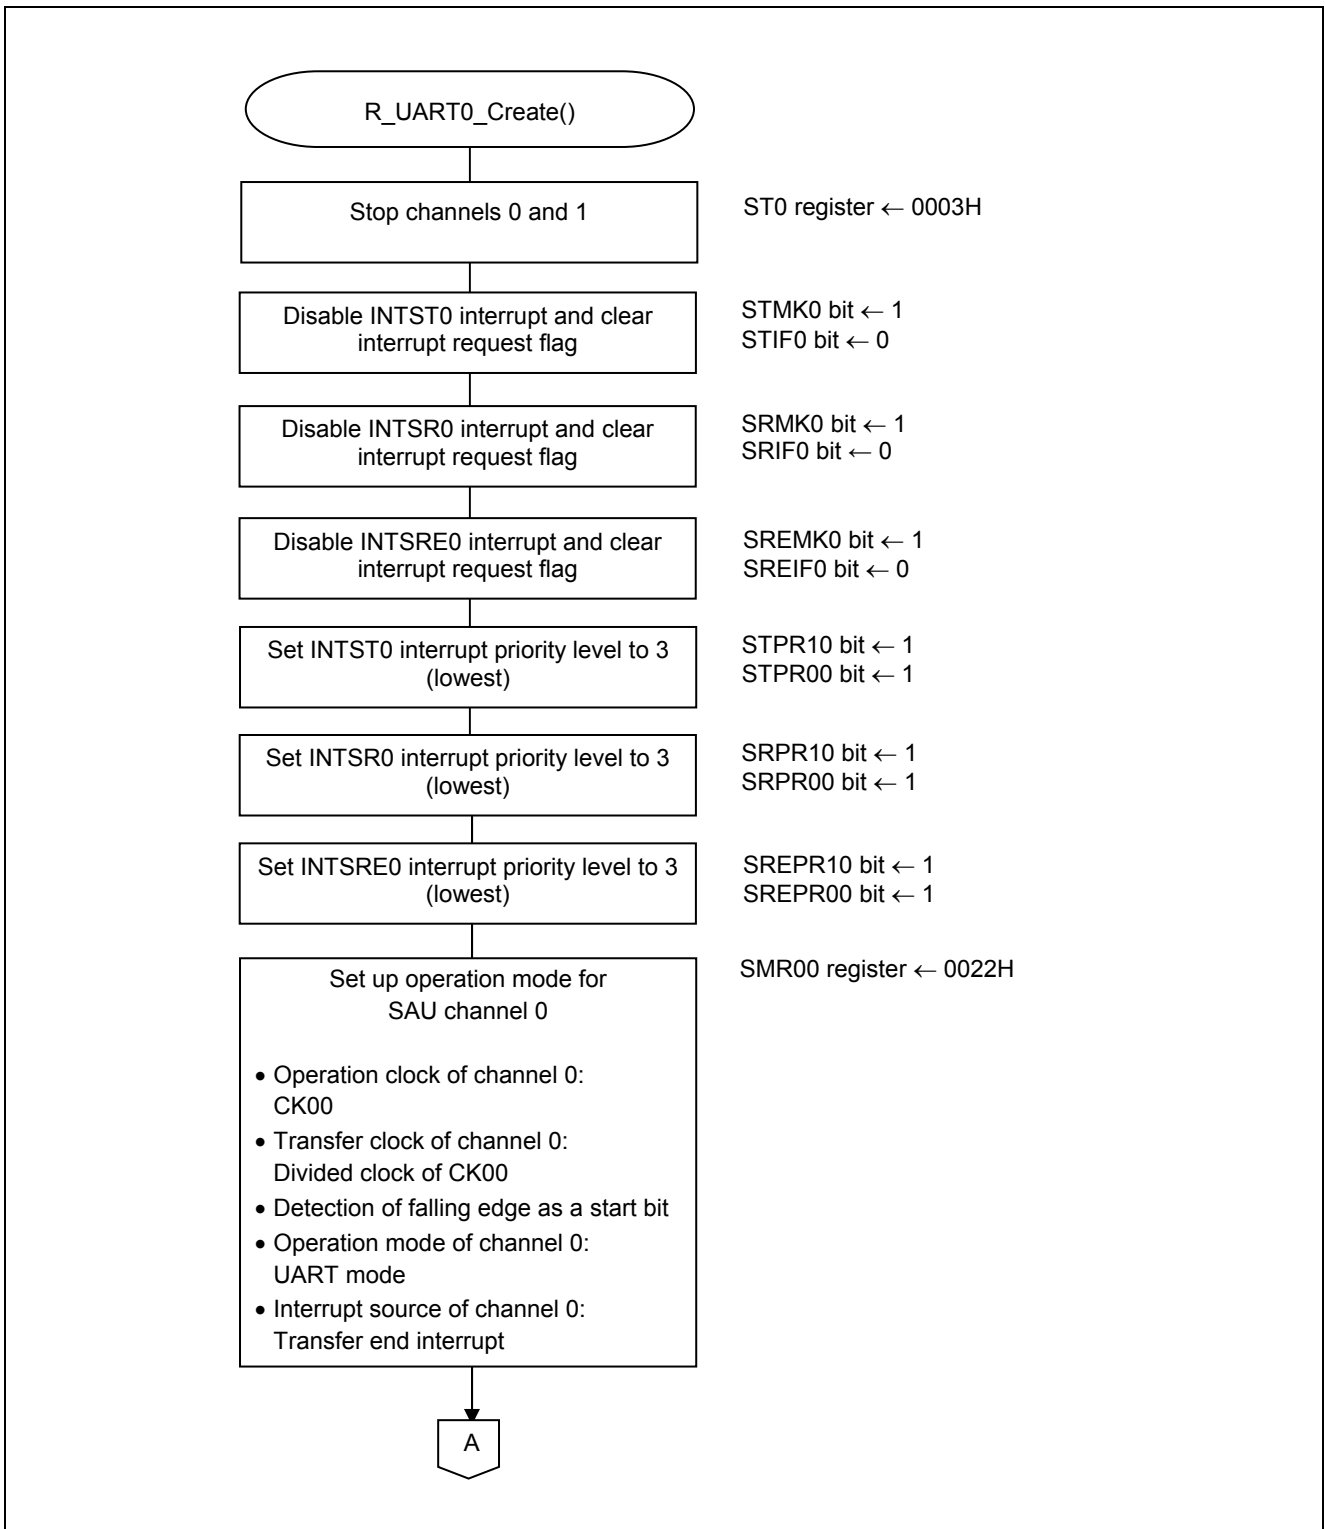 R_UART0_Create()
Stop channels 0 and 1
ST0 register ← 0003H
Disable INTST0 interrupt and clear
interrupt request flag
STMK0 bit ← 1
STIF0 bit ← 0
Disable INTSR0 interrupt and clear
interrupt request flag
SRMK0 bit ← 1
SRIF0 bit ← 0
Disable INTSRE0 interrupt and clear
interrupt request flag
SREMK0 bit ← 1
SREIF0 bit ← 0
Set INTST0 interrupt priority level to 3
(lowest)
STPR10 bit ← 1
STPR00 bit ← 1
Set INTSR0 interrupt priority level to 3
(lowest)
SRPR10 bit ← 1
SRPR00 bit ← 1
Set INTSRE0 interrupt priority level to 3
(lowest)
SREPR10 bit ← 1
SREPR00 bit ← 1
Set up operation mode for
SAU channel 0
SMR00 register ← 0022H
• Operation clock of channel 0:
CK00
• Transfer clock of channel 0:
Divided clock of CK00
• Detection of falling edge as a start bit
• Operation mode of channel 0:
UART mode
• Interrupt source of channel 0:
Transfer end interrupt
A